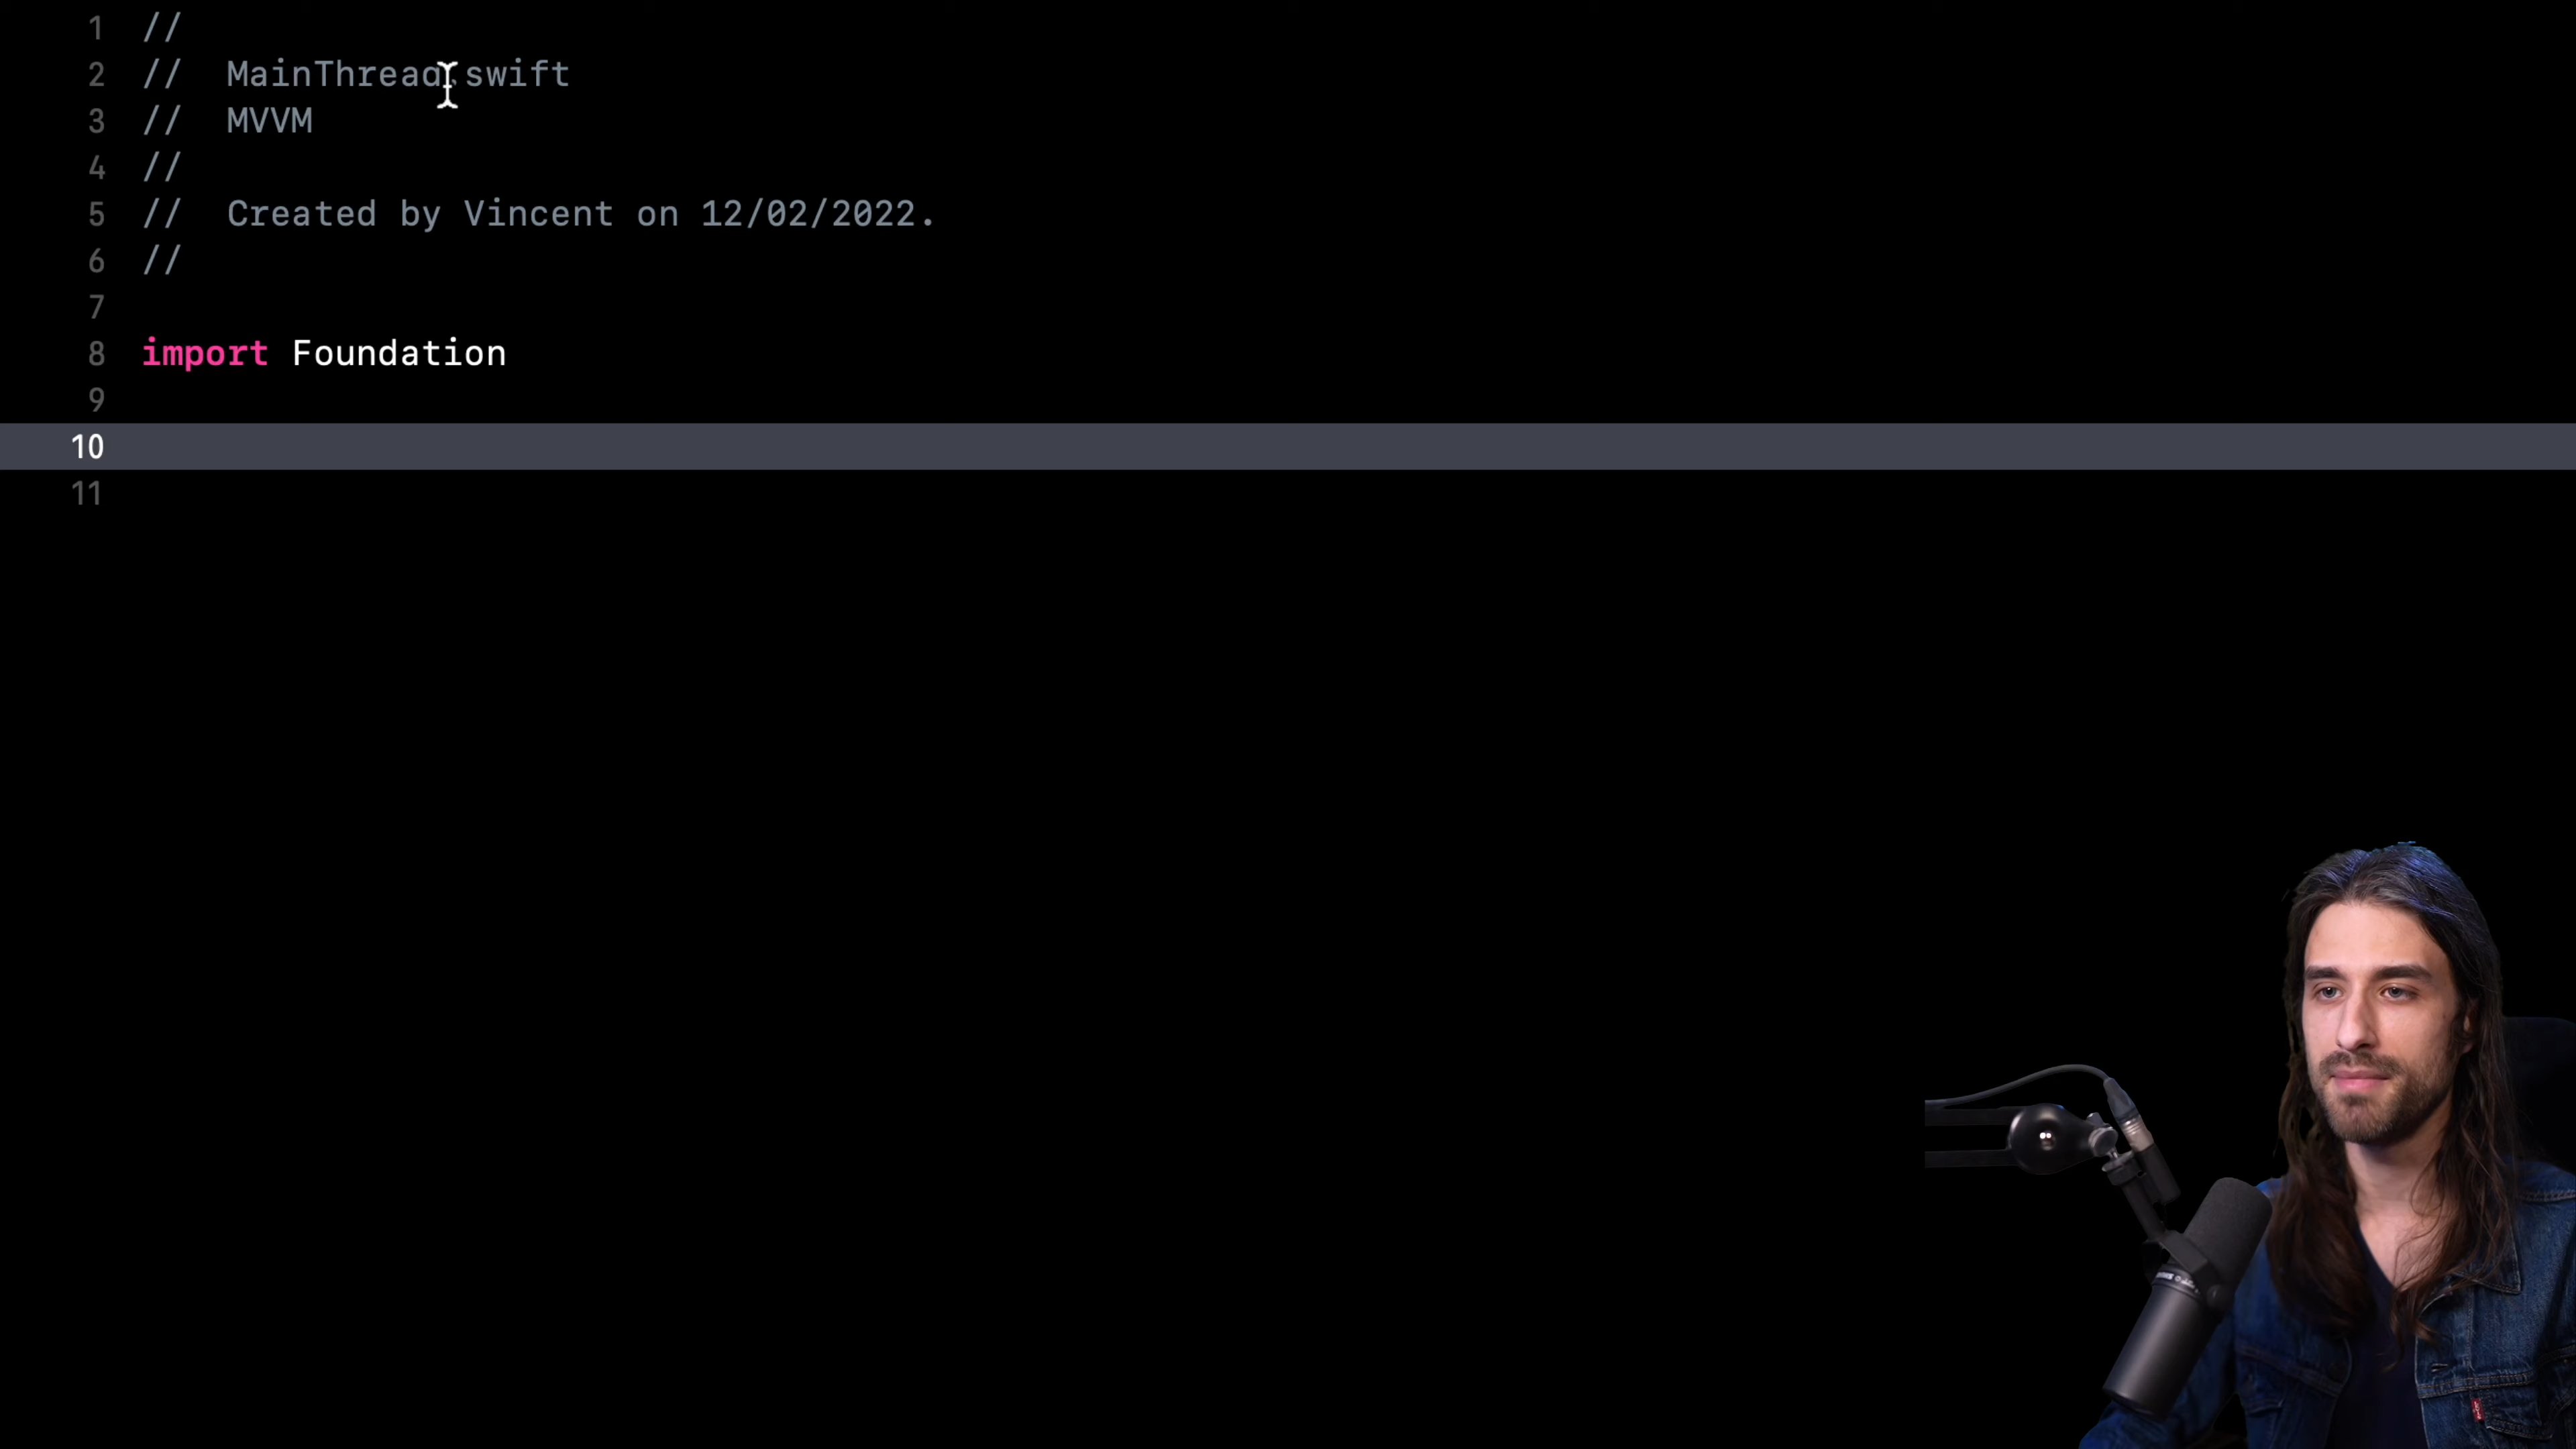 1 //
2 // MainThread.swift
3 // MVVM
4 //
5 // Created by Vincent on 12/02/2022.
6 //
7
8 import Foundation
9
10
11